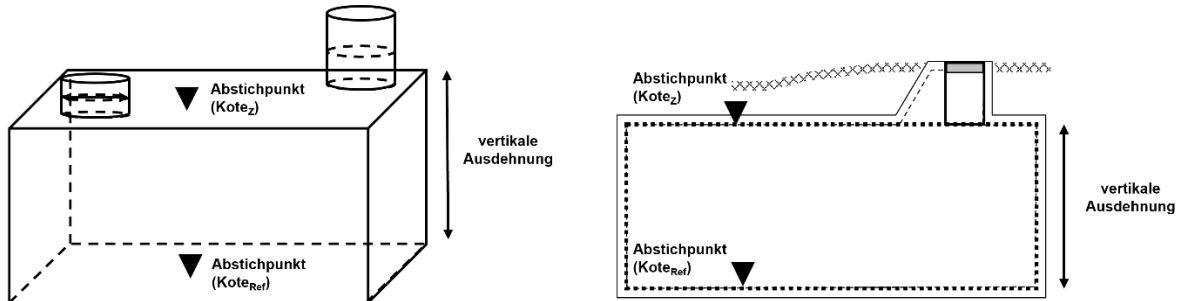 Abstichpunkt
(Kote_Z)
vertikale
Ausdehnung
Abstichpunkt
(Kote_Ref)
Abstichpunkt
(Kote_Z)
vertikale
Ausdehnung
Abstichpunkt
(Kote_Ref)